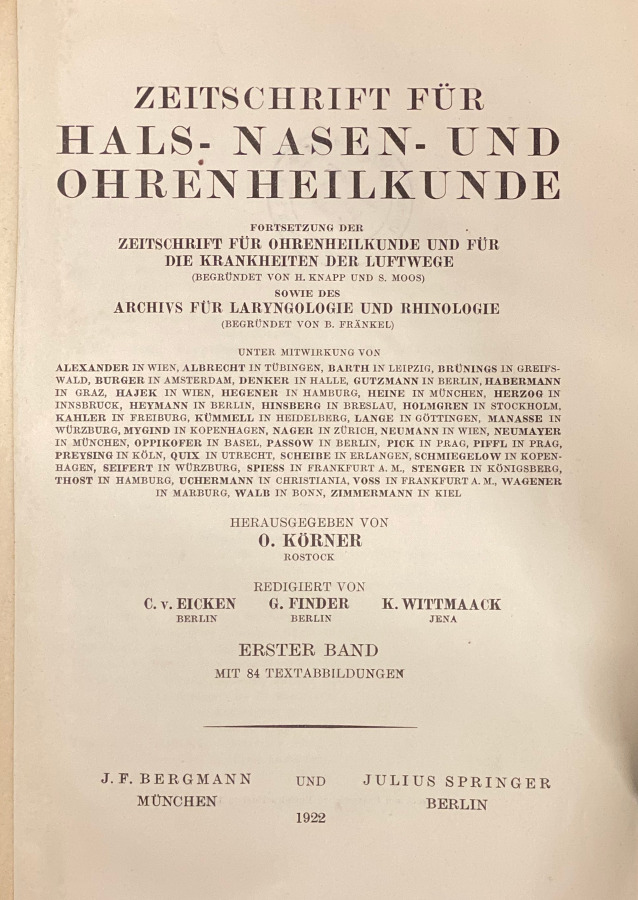 ZEITSCHRIFT FÜR
HALS- NASEN- UND
OHRENHEILKUNDE
FORTSETZUNG DER
ZEITSCHRIFT FÜR OHRENHEILKUNDE UND FÜR
DIE KRANKHEITEN DER LUFTWEGE
(BEGRÜNDET VON H. KNAPP UND S. MOOS)
SOWIE DES
ARCHIVS FÜR LARYNGOLOGIE UND RHINOLOGIE
(BEGRÜNDET VON B. FRÄNKEL)
UNTER MITWIRKUNG VON
ALEXANDER IN WIEN, ALBRECHT IN TÜBINGEN, BARTH IN LEIPZIG, BRÜNINGS IN GREIFS-
WALD, BURGER IN AMSTERDAM, DENKER IN HALLE, GUTZMANN IN BERLIN, HABERMANN
IN GRAZ, HAJEK IN WIEN, HEGENER IN HAMBURG, HEINE IN MÜNCHEN, HERZOG IN
INNSBRUCK, HEYMANN IN BERLIN, HINSBERG IN BRESLAU, HOLMGREN IN STOCKHOLM,
KAHLER IN FREIBURG, KÜMMELL IN HEIDELBERG, LANGE IN GÖTTINGEN, MANASSE IN
WÜRZBURG, MYGIND IN KOPENHAGEN, NAGER IN ZÜRICH, NEUMANN IN WIEN, NEUMAYER
IN MÜNCHEN, OPPIKOFER IN BASEL, PASSOW IN BERLIN, PICK IN PRAG, PIFFL IN PRAG,
PREYSING IN KÖLN, QUIX IN UTRECHT, SCHEIBE IN ERLANGEN, SCHMIEGELOW IN KOPEN-
HAGEN, SEIFERT IN WÜRZBURG, SPIESS IN FRANKFURT A. M., STENGER IN KÖNIGSBERG,
THOST IN HAMBURG, UCHERMANN IN CHRISTIANIA, VOSS IN FRANKFURT A. M., WAGENER
IN MARBURG, WALB IN BONN, ZIMMERMANN IN KIEL
HERAUSGEGEBEN VON
O. KÖRNER
ROSTOCK
REDIGIERT VON
C. v. EICKEN G. FINDER K. WITTMAACK
BERLIN BERLIN JENA
ERSTER BAND
MIT 84 TEXTABBILDUNGEN
J. F. BERGMANN UND JULIUS SPRINGER
MÜNCHEN BERLIN
1922